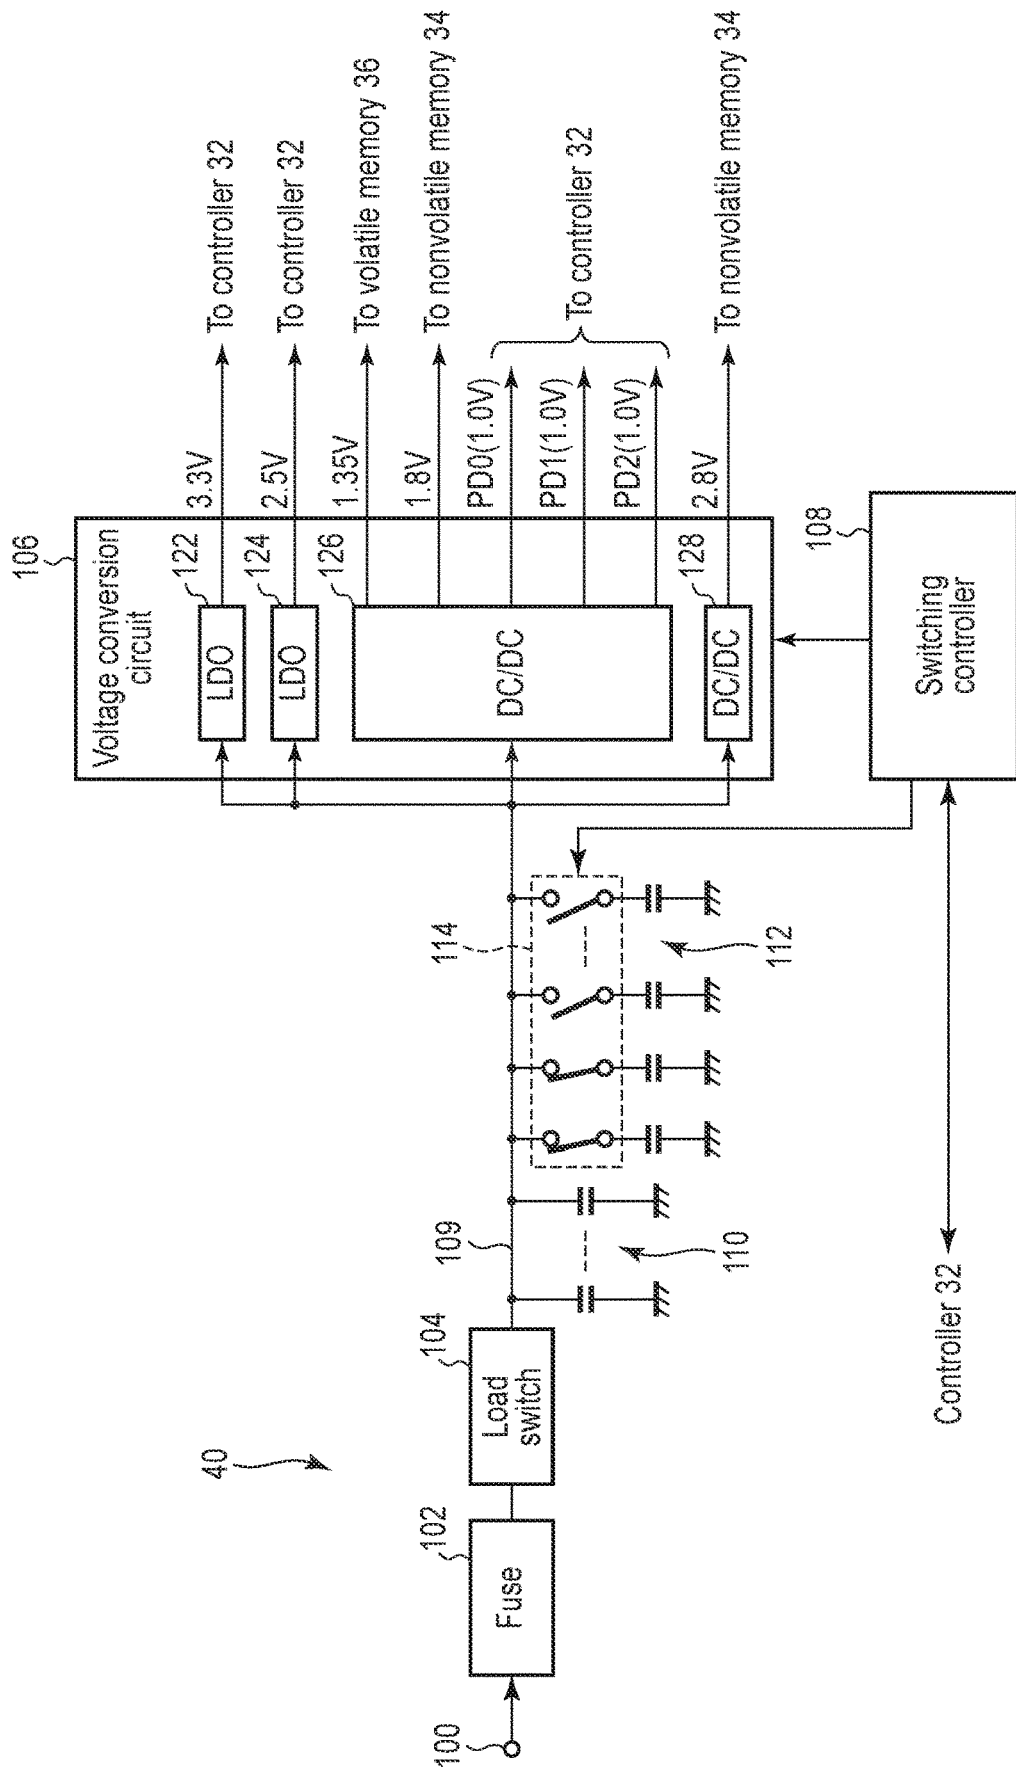 40
100
102
Fuse
104
Load
switch
109
110
114
112
106
Voltage conversion
circuit
122
LDO
3.3V
To controller 32
124
LDO
2.5V
To controller 32
126
DC/DC
1.35V
To volatile memory 36
1.8V
To nonvolatile memory 34
PD0(1.0V)
PD1(1.0V)
PD2(1.0V)
To controller 32
128
DC/DC
2.8V
To nonvolatile memory 34
108
Switching
controller
Controller 32